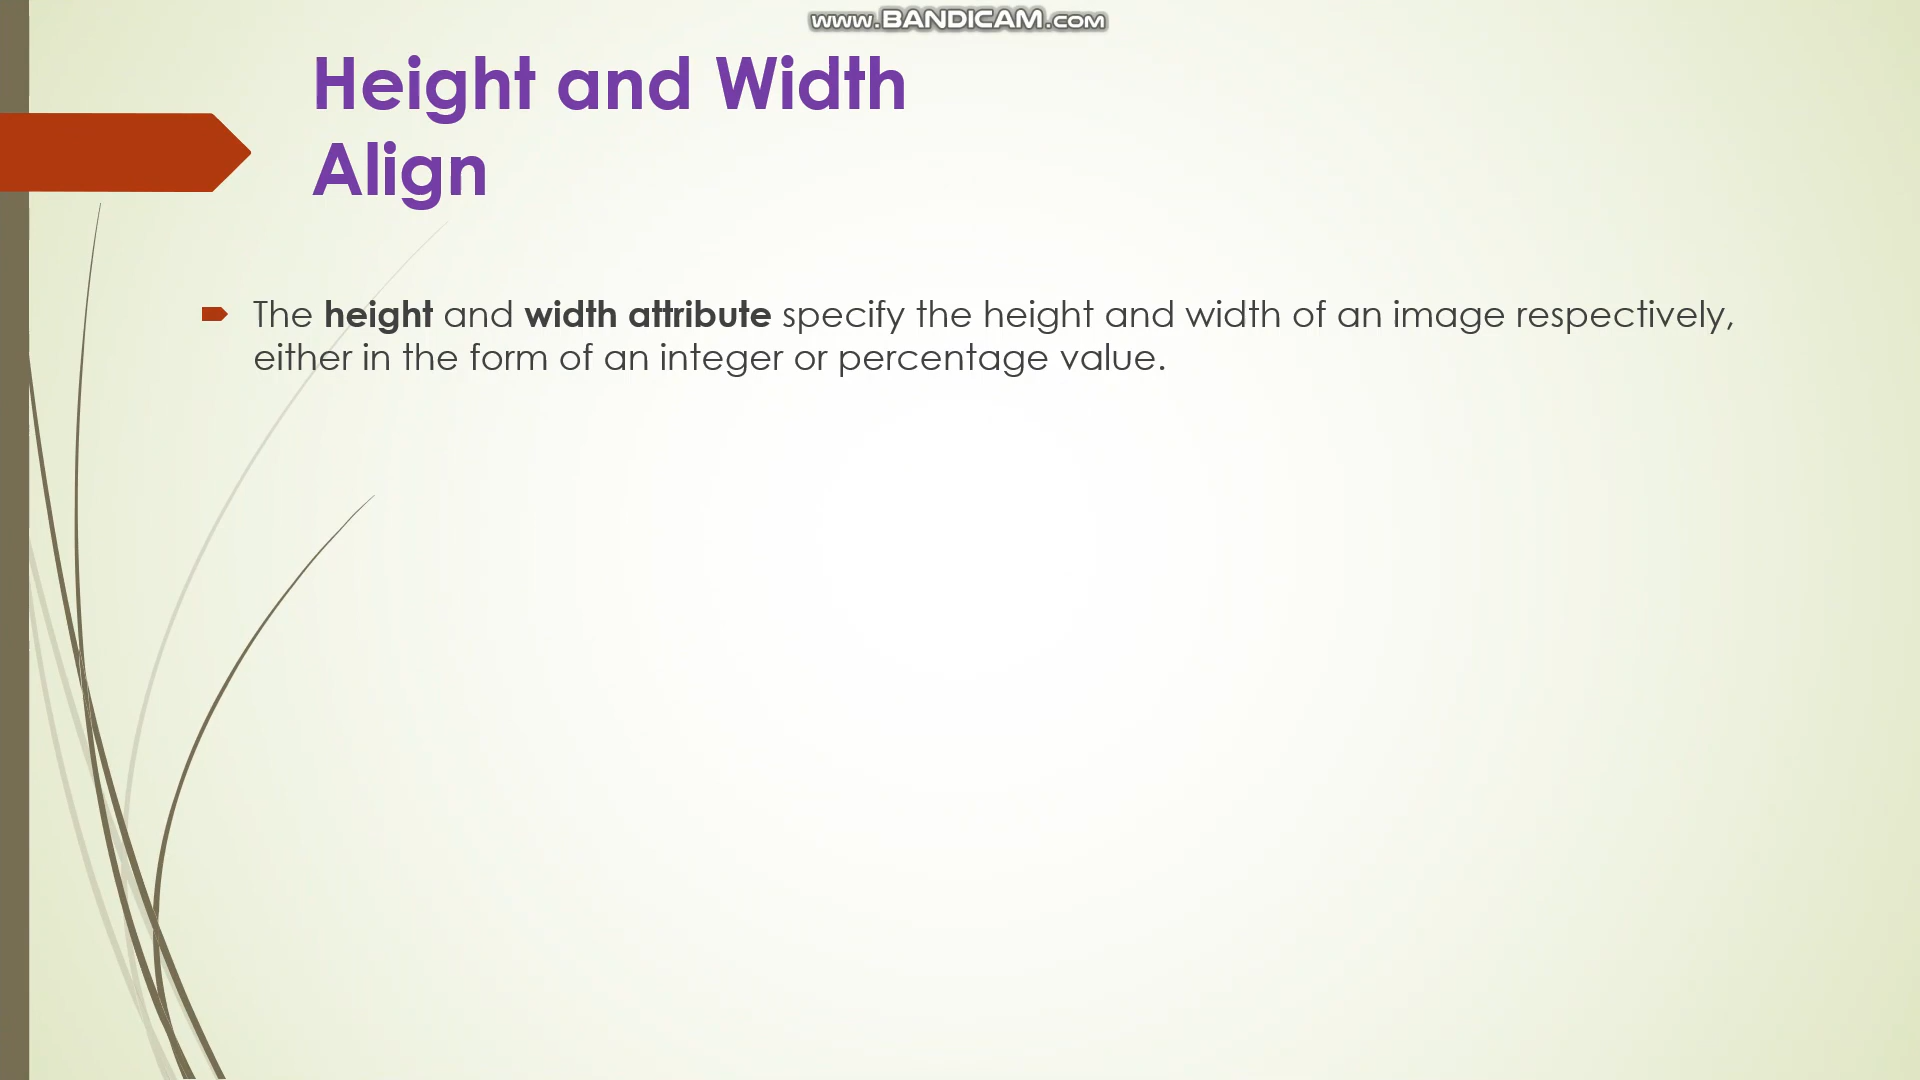 www.BANDICAM.com
Height and Width
Align
The height and width attribute specify the height and width of an image respectively,
either in the form of an integer or percentage value.